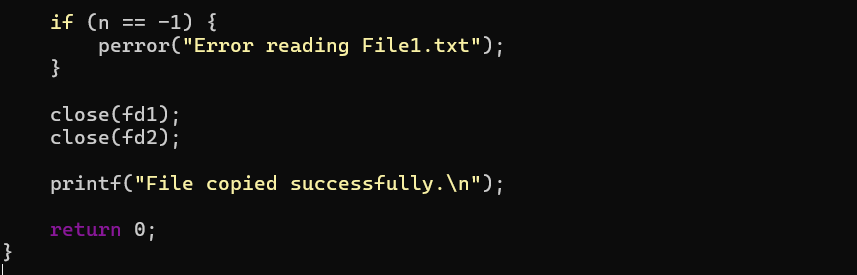 if (n == -1) {
perror("Error reading File1.txt");
}
close(fd1);
close(fd2);
printf("File copied successfully.\n");
return 0;
}